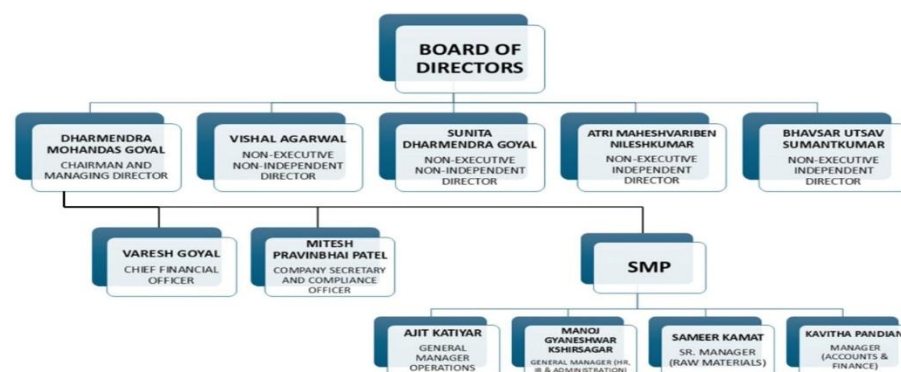 BOARD OF
DIRECTORS
DHARMENDRA
MOHANDAS GOYAL
CHAIRMAN AND
MANAGING DIRECTOR
VISHAL AGARWAL
NON-EXECUTIVE
NON-INDEPENDENT
DIRECTOR
SUNITA
DHARMENDRA GOYAL
NON-EXECUTIVE
NON-INDEPENDENT
DIRECTOR
ATRI MAHESHVARIBEN
NILESHKUMAR
NON-EXECUTIVE
INDEPENDENT
DIRECTOR
BHAVSAR UTSAV
SUMANTKUMAR
NON-EXECUTIVE
INDEPENDENT
DIRECTOR
VARESH GOYAL
CHIEF FINANCIAL
OFFICER
MITESH
PRAVINBHAI PATEL
COMPANY SECRETARY
AND COMPLIANCE
OFFICER
SMP
AJIT KATIYAR
GENERAL
MANAGER
OPERATIONS
MANOJ
GYANESHWAR
KSHIRSAGAR
GENERAL MANAGER (HR,
IR & ADMINISTRATION)
SAMEER KAMAT
SR. MANAGER
(RAW MATERIALS)
KAVITHA PANDIAN
MANAGER
(ACCOUNTS &
FINANCE)